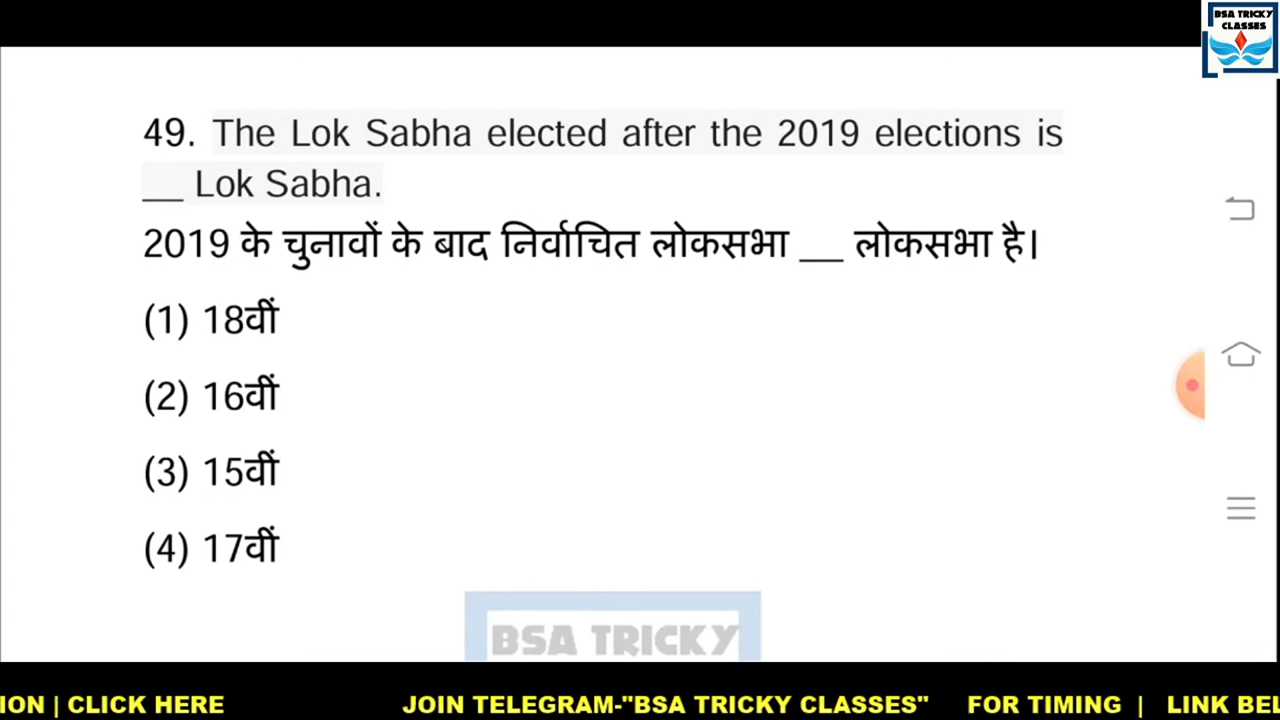 BSA TRICKY
CLASSES
49. The Lok Sabha elected after the 2019 elections is
__ Lok Sabha.
2019 के चुनावों के बाद निर्वाचित लोकसभा __ लोकसभा है।
(1) 18वीं
(2) 16वीं
(3) 15वीं
(4) 17वीं
BSA TRICKY
ION | CLICK HERE JOIN TELEGRAM-"BSA TRICKY CLASSES" FOR TIMING | LINK BEL